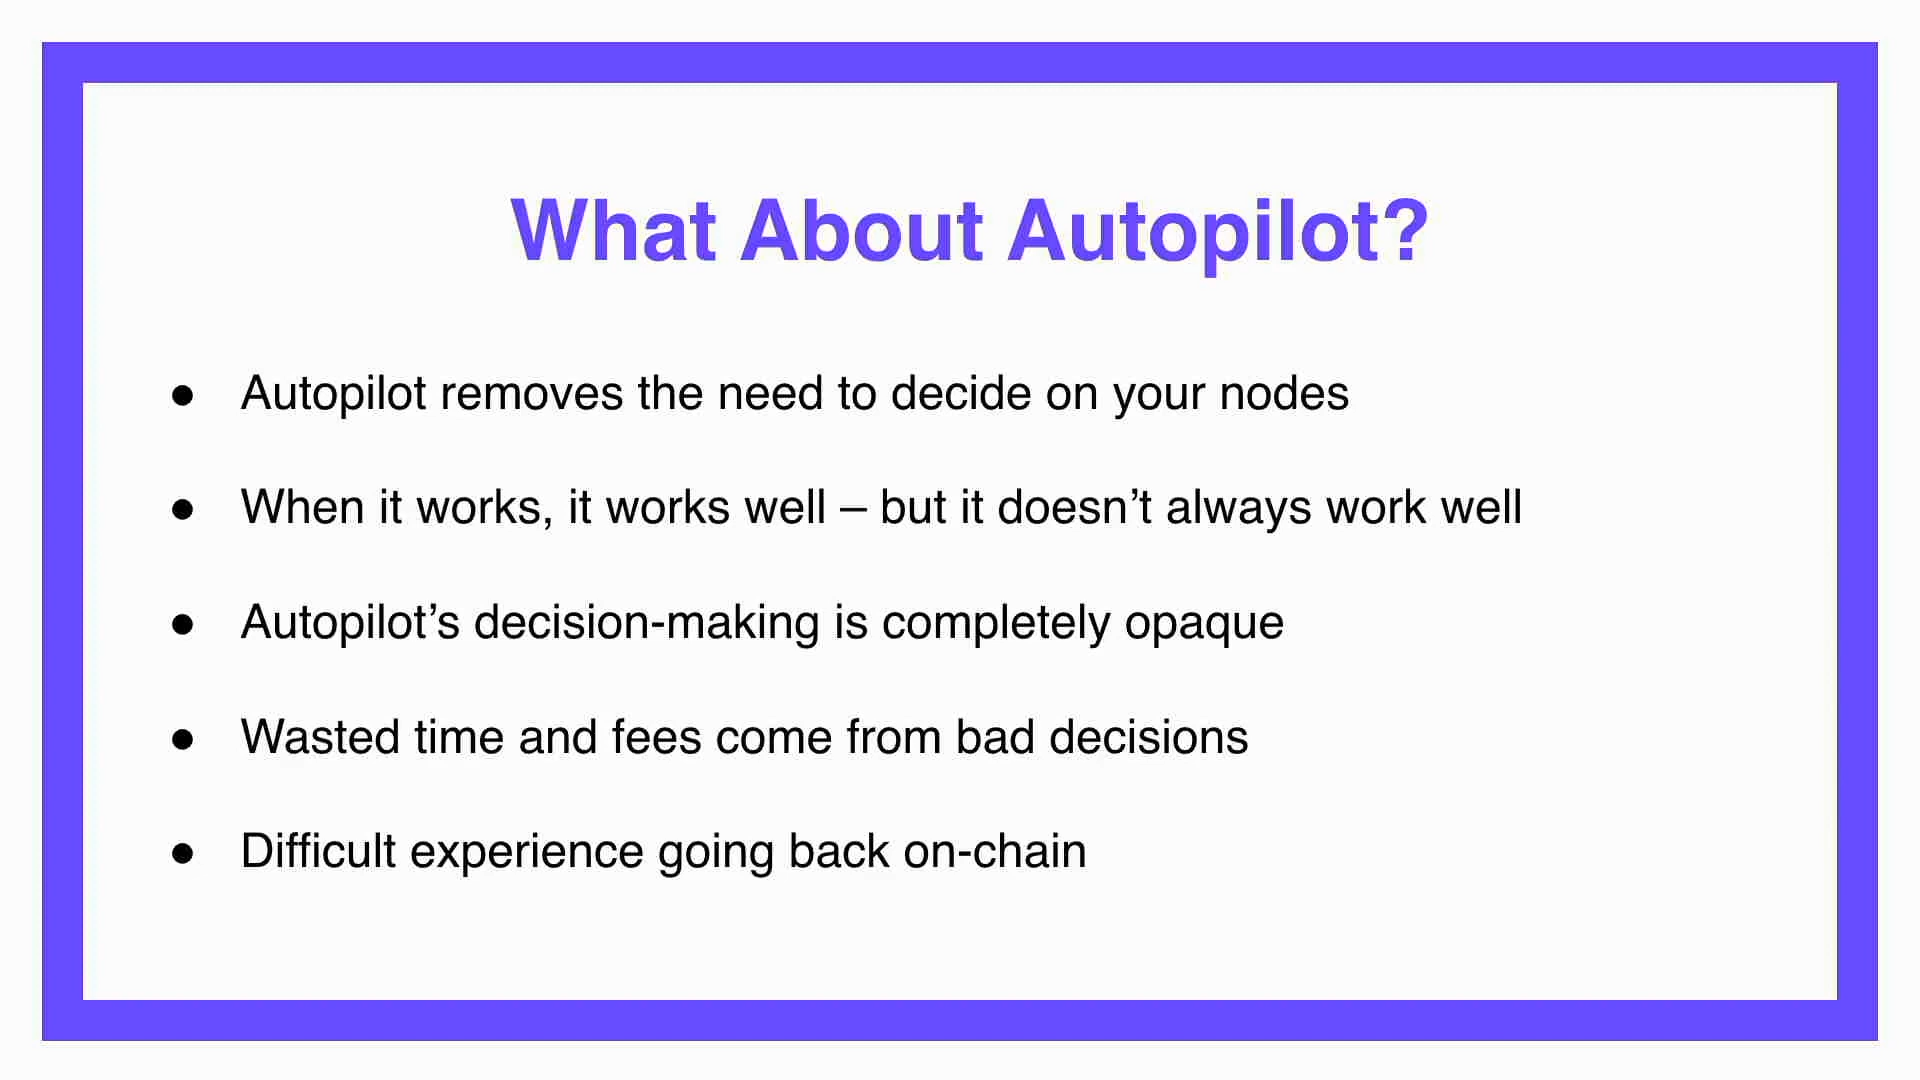 What About Autopilot?
● Autopilot removes the need to decide on your nodes
● When it works, it works well – but it doesn’t always work well
● Autopilot’s decision-making is completely opaque
● Wasted time and fees come from bad decisions
● Difficult experience going back on-chain